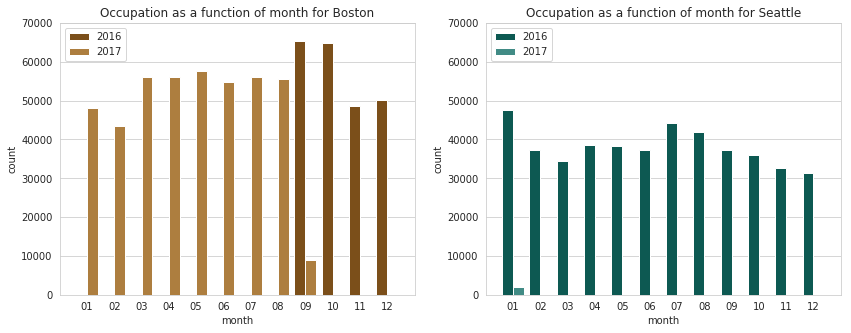 Occupation as a function of month for Boston
70000
60000
50000
40000
30000
20000
10000
0
count
2016
2017
01 02 03 04 05 06 07 08 09 10 11 12
month
Occupation as a function of month for Seattle
70000
60000
50000
40000
30000
20000
10000
0
count
2016
2017
01 02 03 04 05 06 07 08 09 10 11 12
month